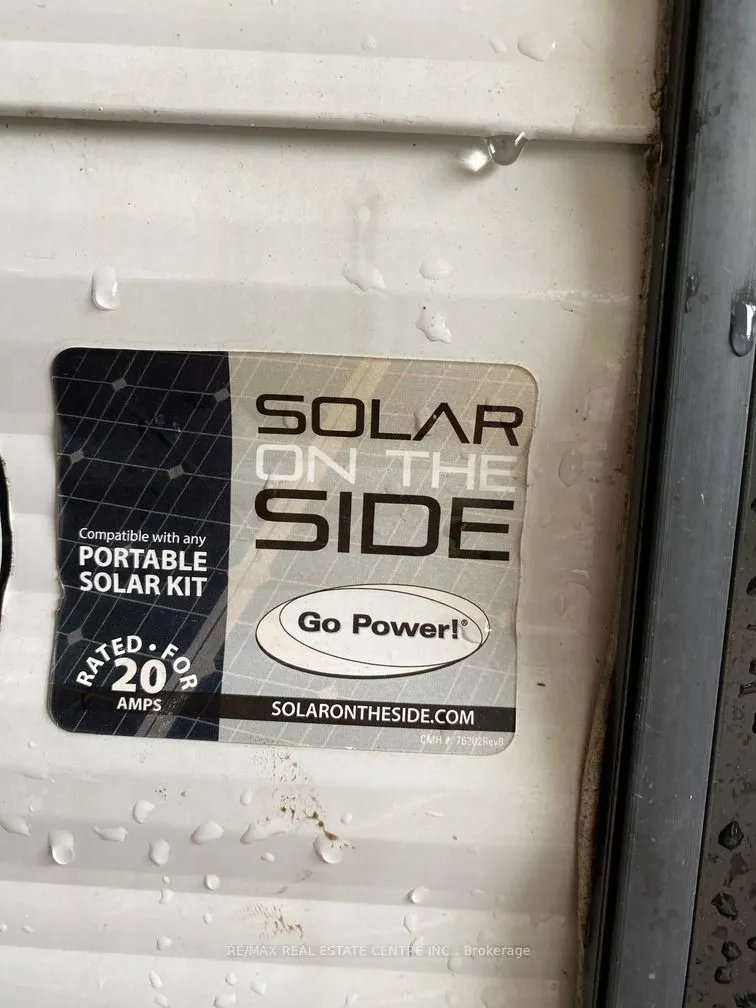 SOLAR
ON THE
SIDE
Compatible with any
PORTABLE
SOLAR KIT
Go Power!®
RATED • FOR
20
AMPS
SOLARONTHESIDE.COM
CMH #: 76202RevB
RE/MAX REAL ESTATE CENTRE INC., Brokerage